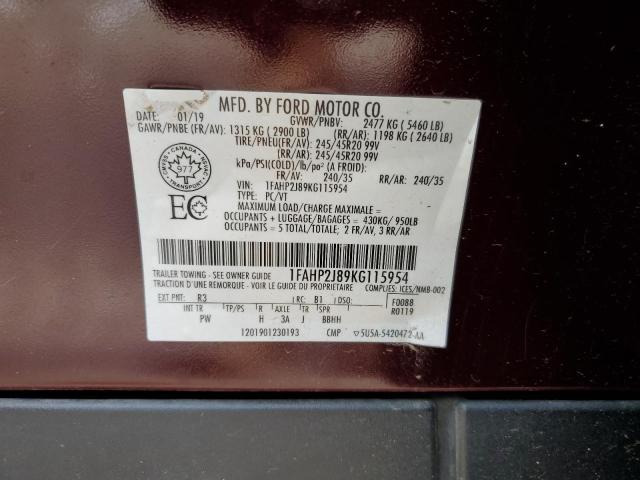 MFD. BY FORD MOTOR CO.
DATE: 01/19 GVWR/PNBV: 2477 KG ( 5460 LB)
GAWR/PNBE (FR/AV): 1315 KG ( 2900 LB) (RR/AR): 1198 KG ( 2640 LB)
TIRE/PNEU(FR/AV): 245/45R20 99V
(RR/AR): 245/45R20 99V
kPa/PSI(COLD)/lb/po² (A FROID):
FR/AV: 240/35 RR/AR: 240/35
VIN: 1FAHP2J89KG115954
TYPE: PC/VT
MAXIMUM LOAD/CHARGE MAXIMALE =
OCCUPANTS + LUGGAGE/BAGAGES = 430KG/ 950LB
OCCUPANTS = 5 TOTAL/TOTALE; 2 FR/AV, 3 RR/AR
CMVSS · CANADA · NSVAC
977
TRANSPORT
EC
TRAILER TOWING - SEE OWNER GUIDE 1FAHP2J89KG115954
TRACTION D'UNE REMORQUE - VOIR LE GUIDE DU PROPRIETAIRE COMPLIES: ICES/NMB-002
EXT PNT: R3 RC: B1 DSO: F0088
INT TR TP/PS R AXLE TR SPR R0119
PW H 3A J BBHH
1201901230193 CMP ▽5U5A-5420472-AA